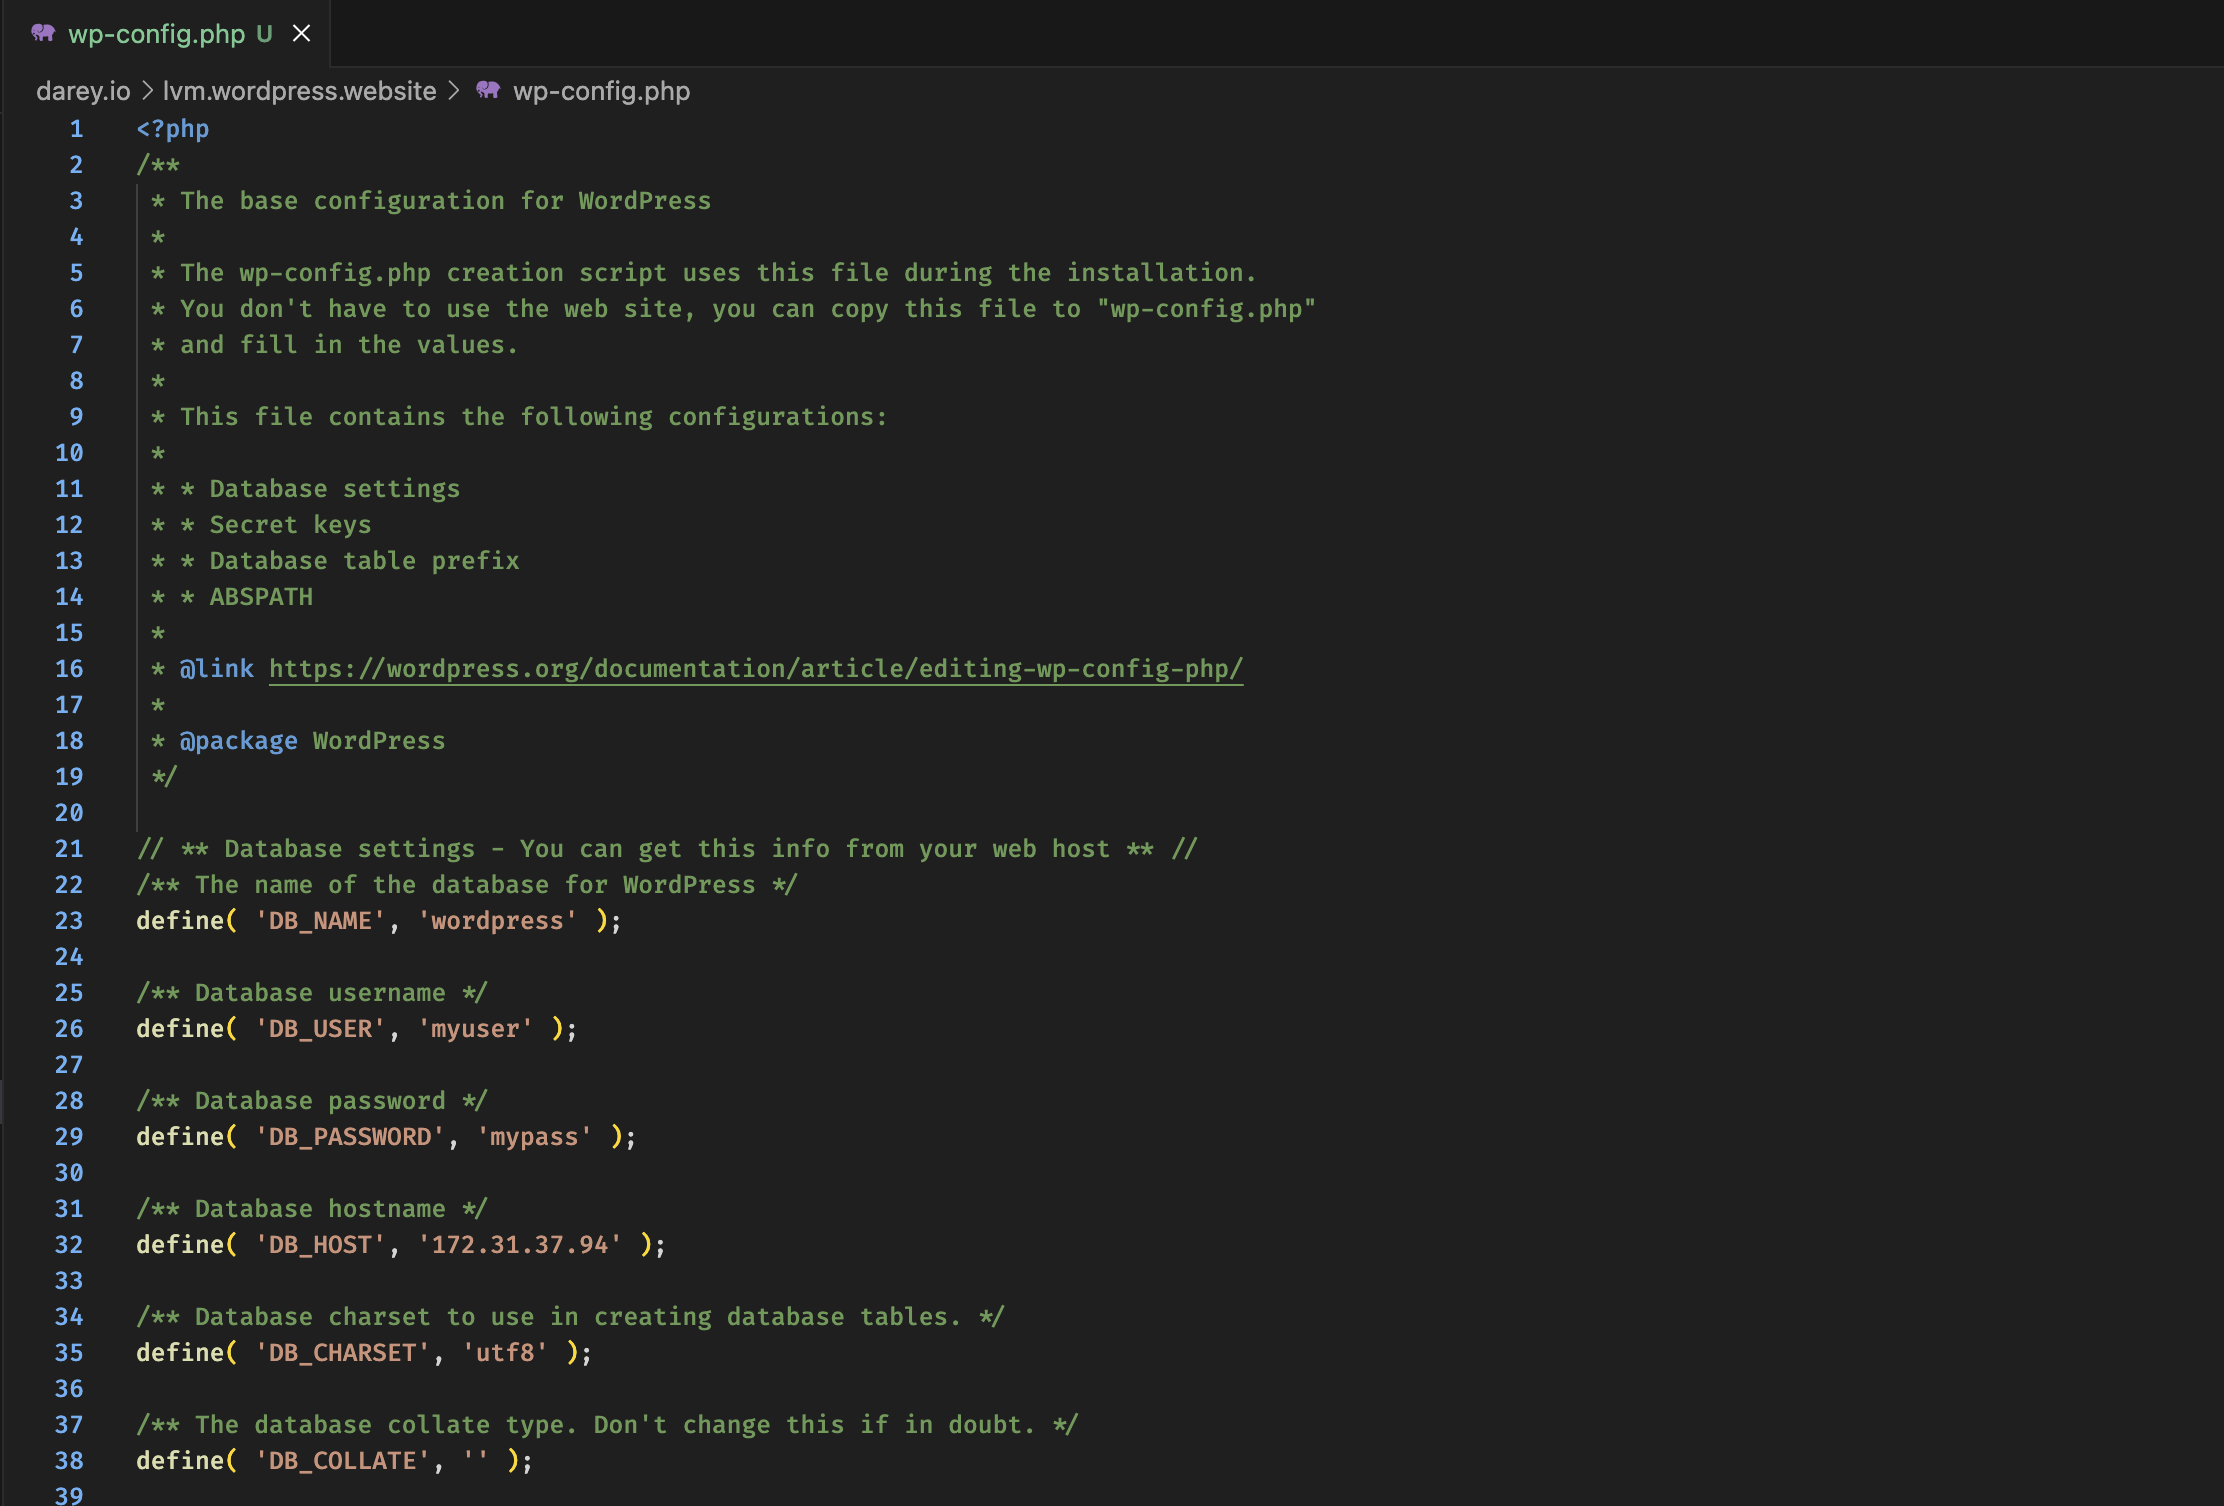 wp-config.php U
darey.io > lvm.wordpress.website > wp-config.php
1 <?php
2 /**
3  * The base configuration for WordPress
4  *
5  * The wp-config.php creation script uses this file during the installation.
6  * You don't have to use the web site, you can copy this file to "wp-config.php"
7  * and fill in the values.
8  *
9  * This file contains the following configurations:
10  *
11  * * Database settings
12  * * Secret keys
13  * * Database table prefix
14  * * ABSPATH
15  *
16  * @link https://wordpress.org/documentation/article/editing-wp-config-php/
17  *
18  * @package WordPress
19  */
20
21 // ** Database settings - You can get this info from your web host ** //
22 /** The name of the database for WordPress */
23 define( 'DB_NAME', 'wordpress' );
24
25 /** Database username */
26 define( 'DB_USER', 'myuser' );
27
28 /** Database password */
29 define( 'DB_PASSWORD', 'mypass' );
30
31 /** Database hostname */
32 define( 'DB_HOST', '172.31.37.94' );
33
34 /** Database charset to use in creating database tables. */
35 define( 'DB_CHARSET', 'utf8' );
36
37 /** The database collate type. Don't change this if in doubt. */
38 define( 'DB_COLLATE', '' );
39